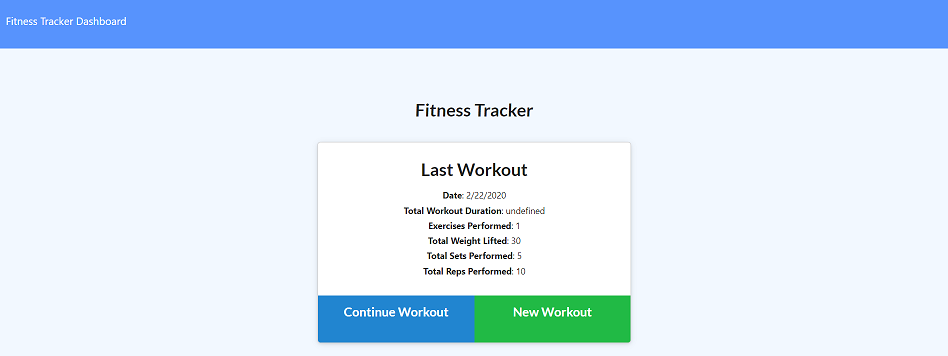 Fitness Tracker Dashboard
Fitness Tracker
Last Workout
Date: 2/22/2020
Total Workout Duration: undefined
Exercises Performed: 1
Total Weight Lifted: 30
Total Sets Performed: 5
Total Reps Performed: 10
Continue Workout New Workout